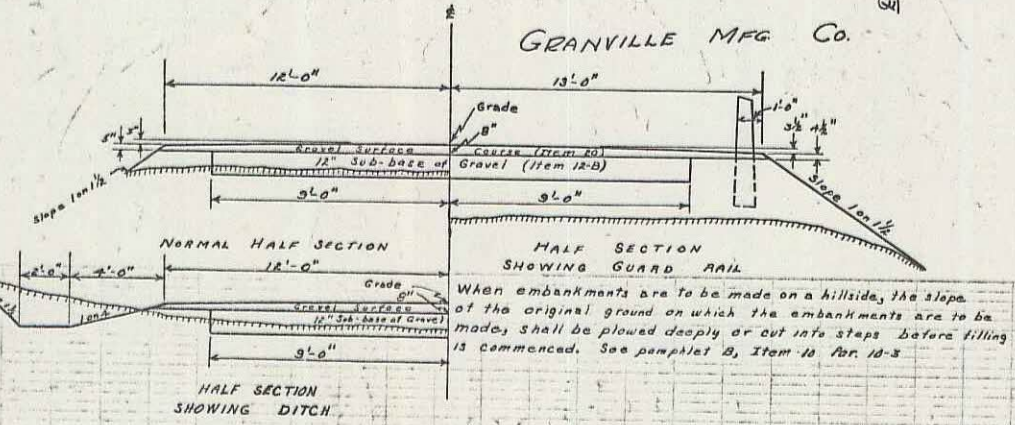 GRANVILLE MFG Co.
12'-0"
13'-0"
Grade
1'-0"
8"
5" 3"
3½" 4½"
Gravel Surface Course (Item 20)
12" Sub-base of Gravel (Item 12-B)
Slope 1 on 1½
Slope 1 on 1½
9'-0"
9'-0"
NORMAL HALF SECTION
HALF SECTION
SHOWING GUARD RAIL
2'-0"
4'-0"
12'-0"
Grade
8"
Gravel Surface
12" Sub-base of Gravel
1 on 4
9'-0"
When embankments are to be made on a hillside, the slope
of the original ground on which the embankments are to be
made, shall be plowed deeply or cut into steps before filling
is commenced. See pamphlet B, Item 10 Par. 10-3
HALF SECTION
SHOWING DITCH